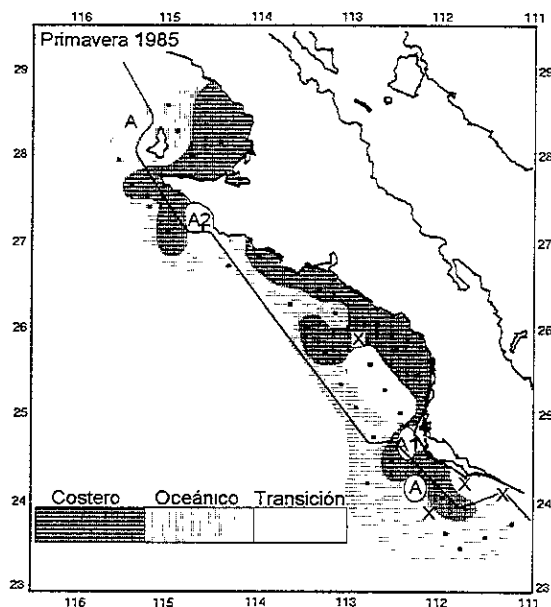 116 115 114 113 112 111
Primavera 1985
29 29
A
28 28
A2
27 27
26 26
X
25 25
A1
A X X
24 X 24
Costero Oceánico Transición
23 23
116 115 114 113 112 111